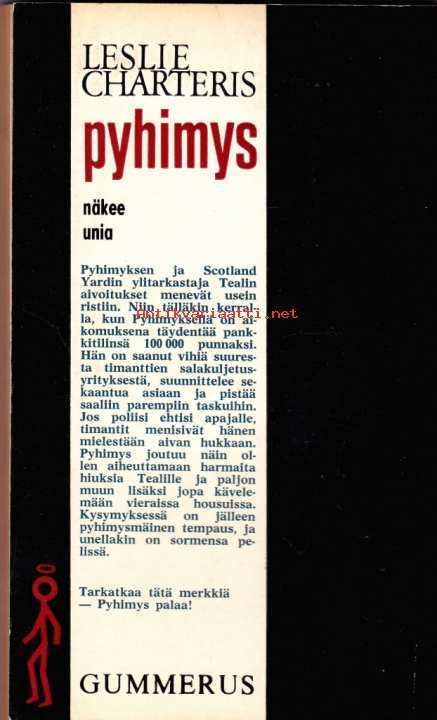 LESLIE
CHARTERIS
pyhimys
näkee
unia
Pyhimyksen ja Scotland
Yardin ylitarkastaja Tealin
aivoitukset menevät usein
ristiin. Niin tälläkin kerral-
la, kun Pyhimyksellä on ai-
komuksena täydentää pank-
kitilinsä 100 000 punnaksi.
Hän on saanut vihiä suures-
ta timanttien salakuljetus-
yrityksestä, suunnittelee se-
kaantua asiaan ja pistää
saaliin parempiin taskuihin.
Jos poliisi ehtisi apajalle,
timantit menisivät hänen
mielestään aivan hukkaan.
Pyhimys joutuu näin ol-
len aiheuttamaan harmaita
hiuksia Tealille ja paljon
muun lisäksi jopa kävele-
mään vieraissa housuissa.
Kysymyksessä on jälleen
pyhimysmäinen tempaus, ja
unellakin on sormensa pe-
lissä.
Tarkatkaa tätä merkkiä
— Pyhimys palaa!
GUMMERUS
antikvariaatti.net